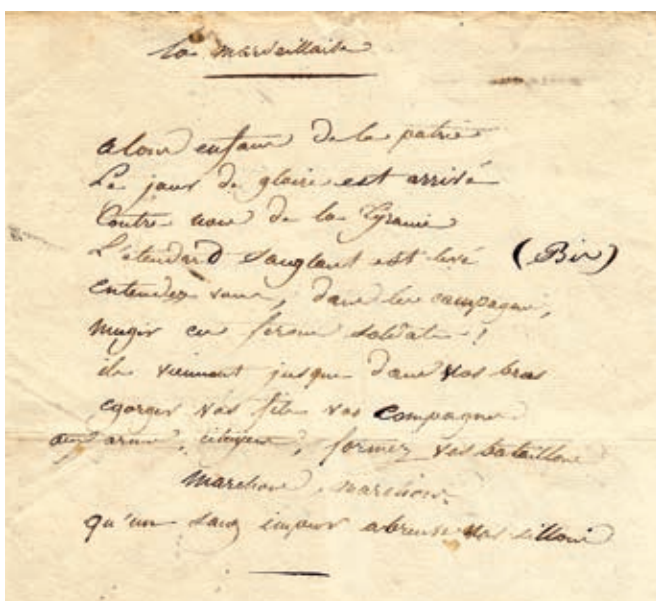 la marseillaise
alons enfans de la patrie
Le jour de gloire est arrivé
Contre nous de la Tyranie
L'étendard sanglant est levé (Bis)
entendez vous, dans les campagnes,
mugir ces feroces soldats !
ils viennent jusque dans vos bras
egorger vos fils vos compagnes
aux armes, citoyens, formez vos bataillons
marchons marchons
qu'un sang impur abreuve nos sillons